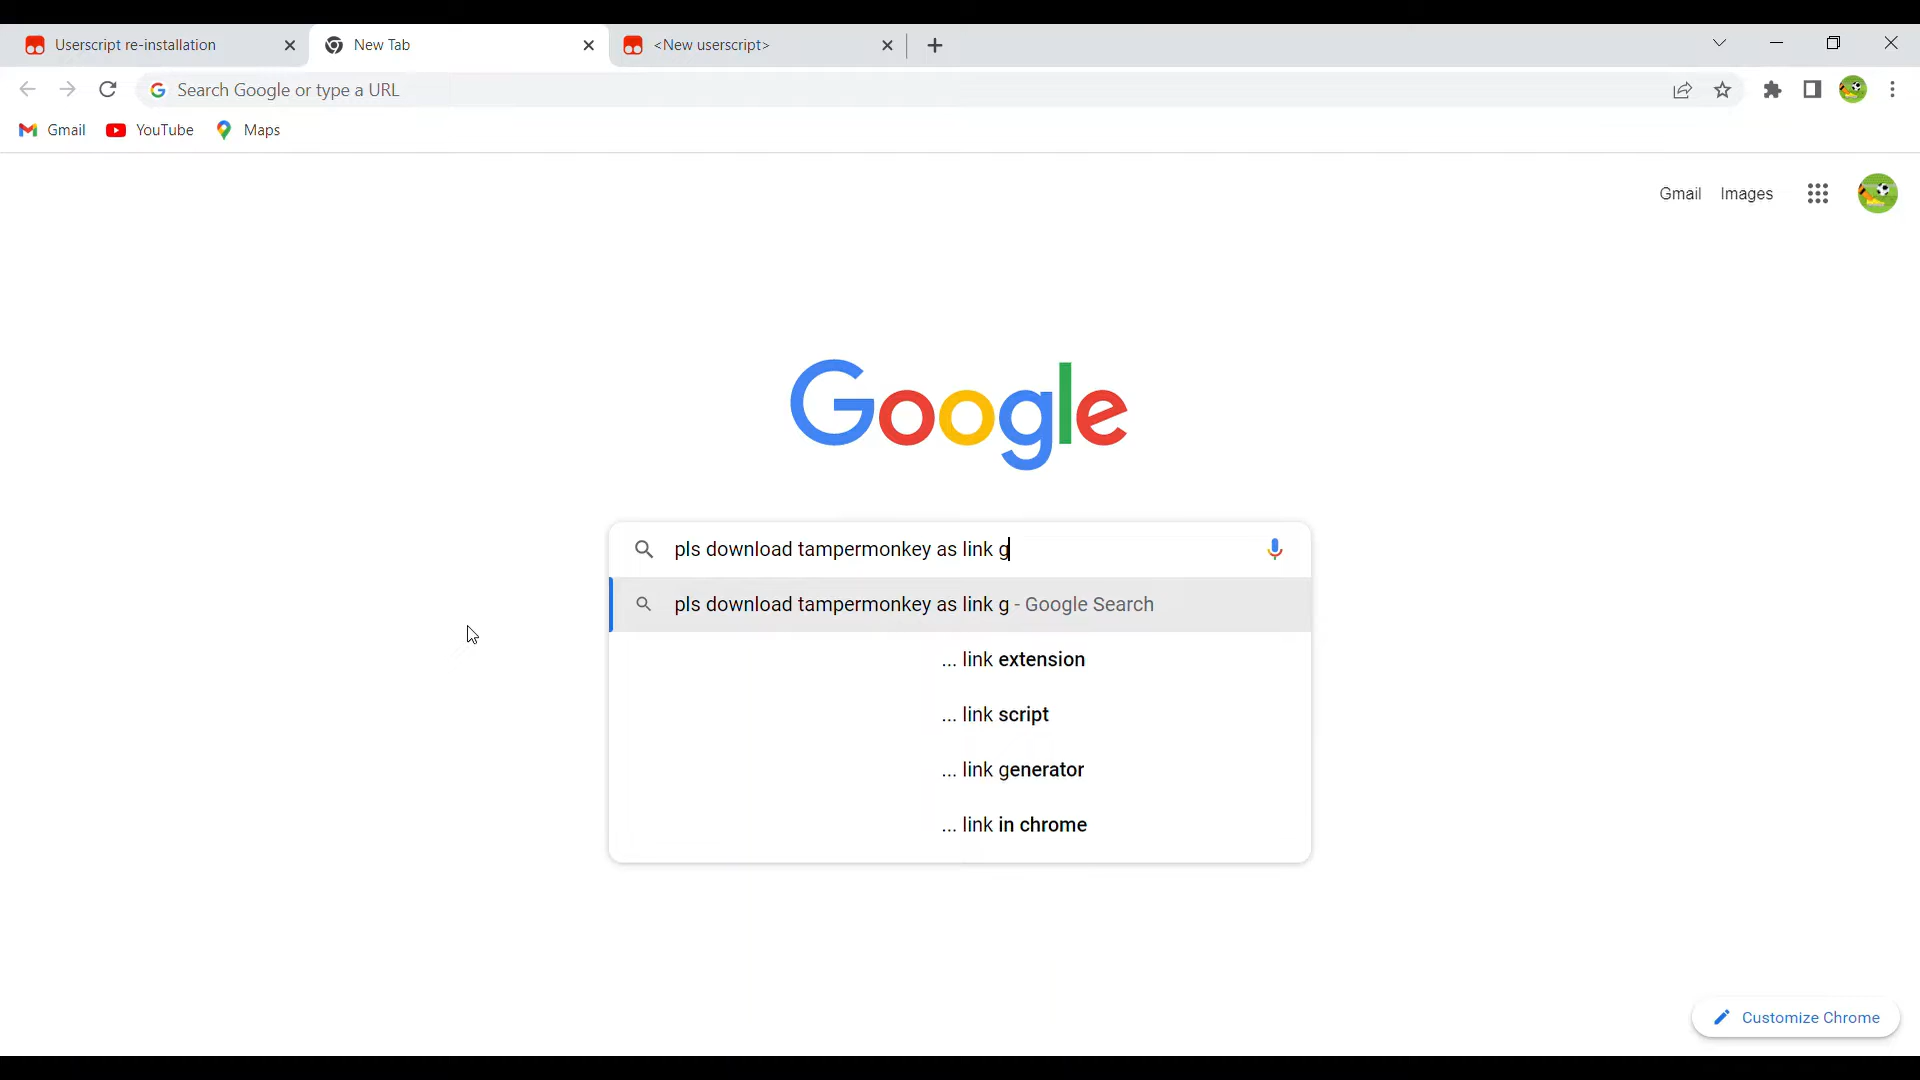 Userscript re-installation
New Tab
<New userscript>
Search Google or type a URL
Gmail
YouTube
Maps
Gmail
Images
Google
pls download tampermonkey as link g
pls download tampermonkey as link g - Google Search
... link extension
... link script
... link generator
... link in chrome
Customize Chrome